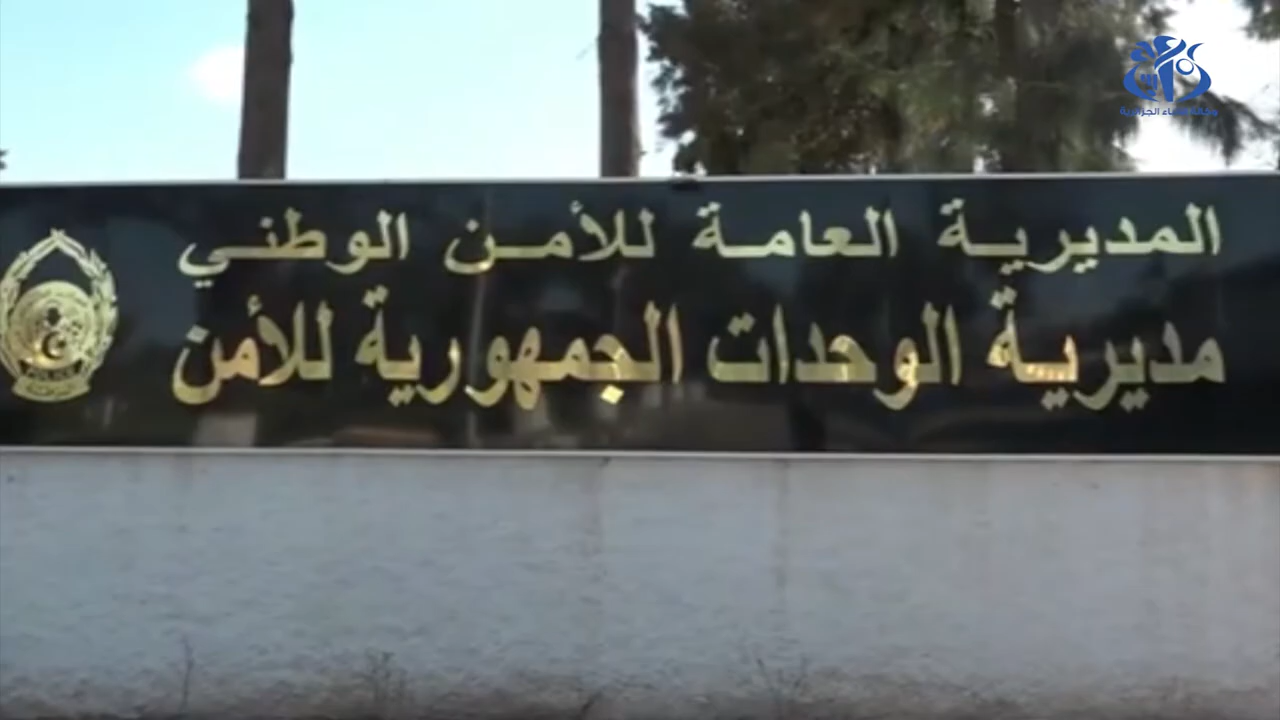 المديرية العامة للأمن الوطني
مديرية الوحدات الجمهورية للأمن